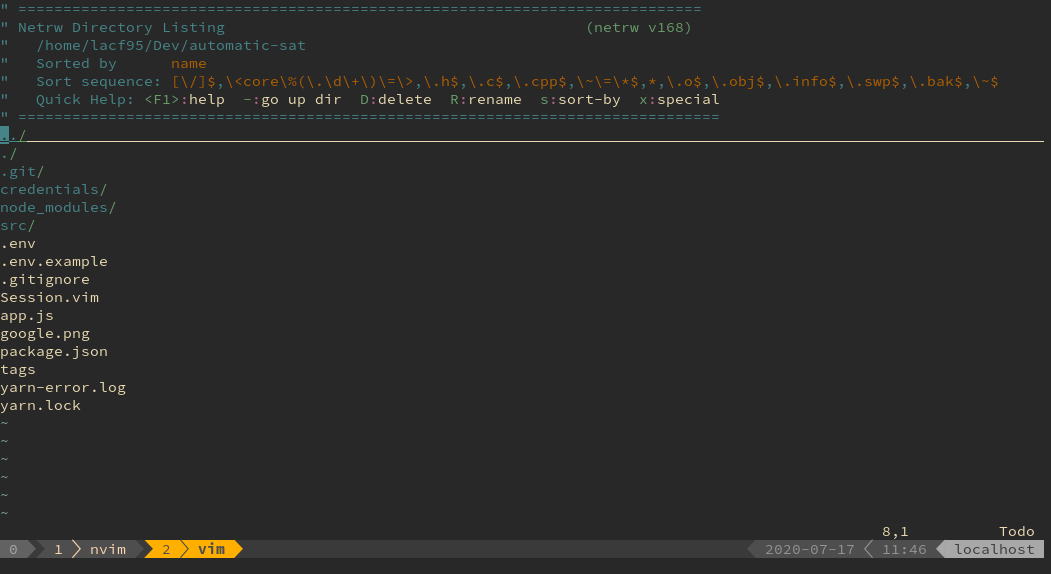 " ============================================================================
" Netrw Directory Listing                                        (netrw v168)
"   /home/lacf95/Dev/automatic-sat
"   Sorted by      name
"   Sort sequence: [\/]$,\<core\%(\.\d\+\)\=\>,\.h$,\.c$,\.cpp$,\~\=\*$,*,\.o$,\.obj$,\.info$,\.swp$,\.bak$,\~$
"   Quick Help: <F1>:help  -:go up dir  D:delete  R:rename  s:sort-by  x:special
" ==============================================================================
../
./
.git/
credentials/
node_modules/
src/
.env
.env.example
.gitignore
Session.vim
app.js
google.png
package.json
tags
yarn-error.log
yarn.lock
~
~
~
~
~
~
8,1          Todo
0  1  nvim  2  vim  2020-07-17  11:46  localhost